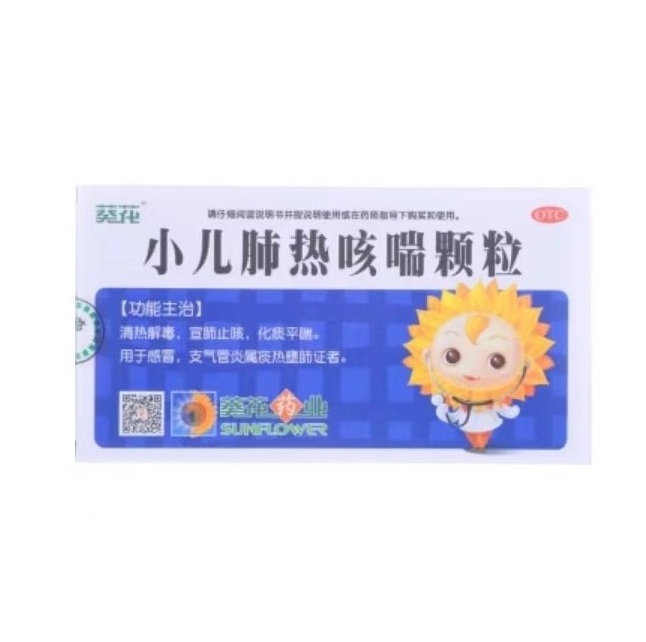 葵花®
请仔细阅读说明书并按说明使用或在药师指导下购买和使用。
OTC
小儿肺热咳喘颗粒
【功能主治】
清热解毒，宣肺止咳，化痰平喘。
用于感冒，支气管炎属痰热壅肺证者。
葵花药业
SUNFLOWER